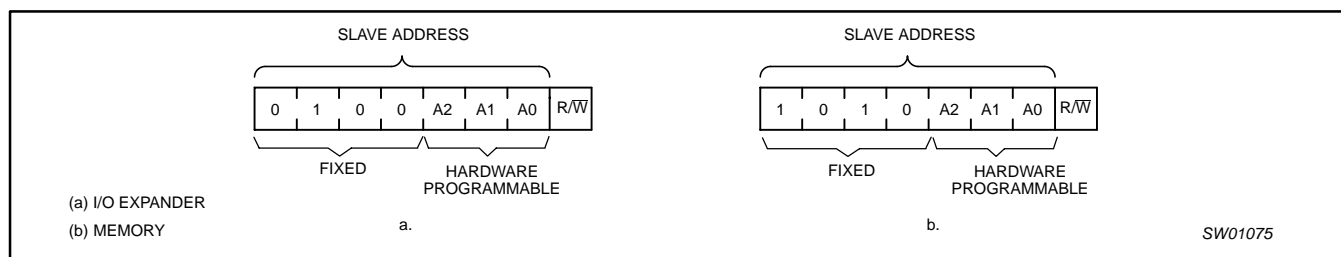 SLAVE ADDRESS
0 1 0 0 A2 A1 A0 R/W̅
FIXED
HARDWARE
PROGRAMMABLE
a.
SLAVE ADDRESS
1 0 1 0 A2 A1 A0 R/W̅
FIXED
HARDWARE
PROGRAMMABLE
b.
(a) I/O EXPANDER
(b) MEMORY
SW01075